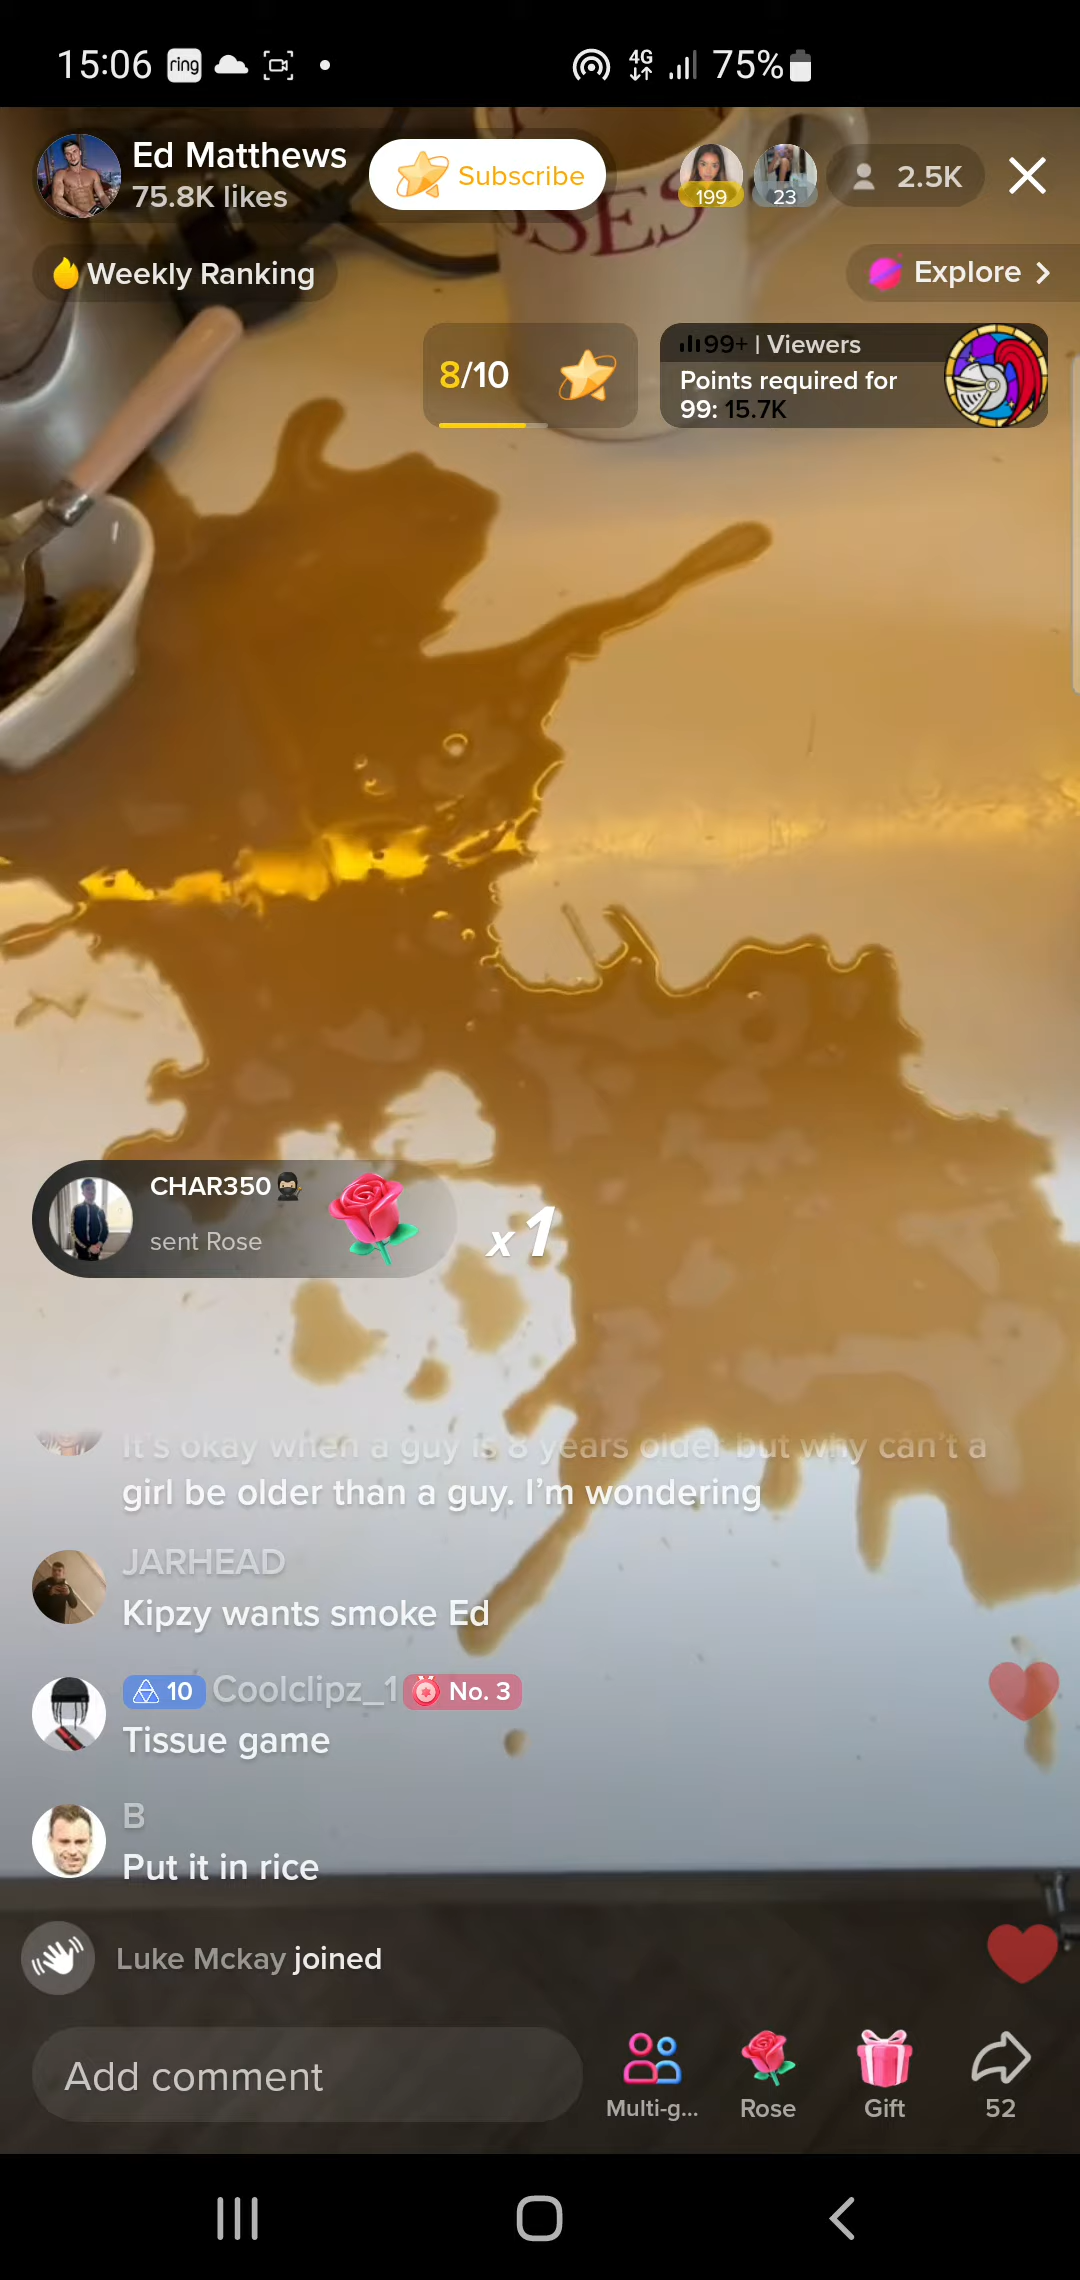 15:06 ring 4G 75%
Ed Matthews
75.8K likes
Subscribe
199
23
2.5K
Weekly Ranking
Explore
OSES
8/10
99+ | Viewers
Points required for
99: 15.7K
CHAR350
sent Rose
x1
It's okay when a guy is 8 years older but why can't a
girl be older than a guy. I'm wondering
JARHEAD
Kipzy wants smoke Ed
10 Coolclipz_1 No. 3
Tissue game
B
Put it in rice
Luke Mckay joined
Add comment
Multi-g...
Rose
Gift
52